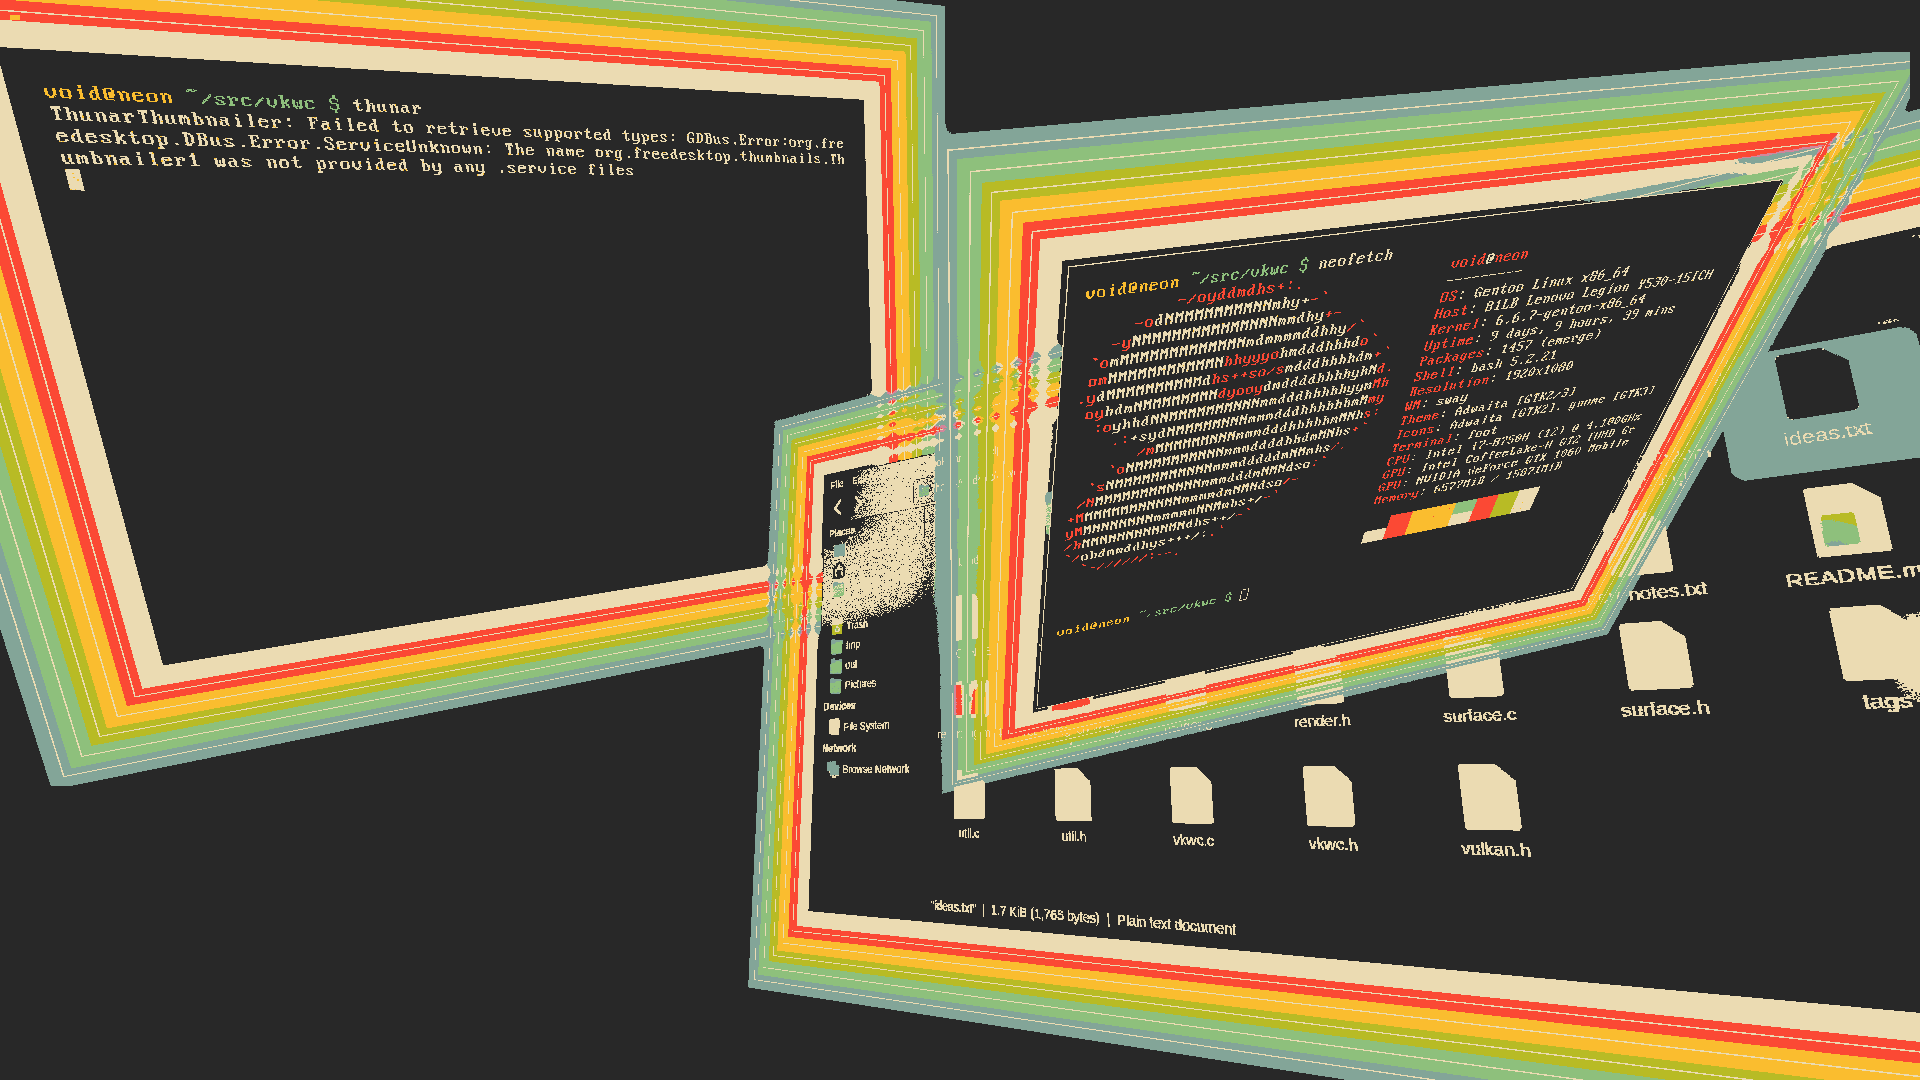 void@neon ~/src/vkwc $ thunar
ThunarThumbnailer: Failed to retrieve supported types: GDBus.Error:org.fre
edesktop.DBus.Error.ServiceUnknown: The name org.freedesktop.thumbnails.Th
umbnailer1 was not provided by any .service files
void@neon ~/src/vkwc $ neofetch
void@neon
OS: Gentoo Linux x86_64
Host: 81LB Lenovo Legion Y530-15ICH
Kernel: 6.6.7-gentoo-x86_64
Uptime: 9 days, 9 hours, 39 mins
Packages: 1457 (emerge)
Shell: bash 5.2.21
Resolution: 1920x1080
WM: sway
Theme: Adwaita [GTK2/3]
Icons: Adwaita [GTK2], gnome [GTK3]
Terminal: foot
CPU: Intel i7-8750H (12) @ 4.100GHz
GPU: Intel CoffeeLake-H GT2 [UHD Gr
GPU: NVIDIA GeForce GTX 1060 Mobile
Memory: 6577MiB / 15871MiB
void@neon ~/src/vkwc $
File
Places
Trash
tmp
Pictures
Devices
File System
Network
Browse Network
ideas.txt
notes.txt
README.m
render.h
surface.c
surface.h
tags
util.c
util.h
vkwc.c
vkwc.h
vulkan.h
"ideas.txt" | 1.7 KiB (1,765 bytes) | Plain text document